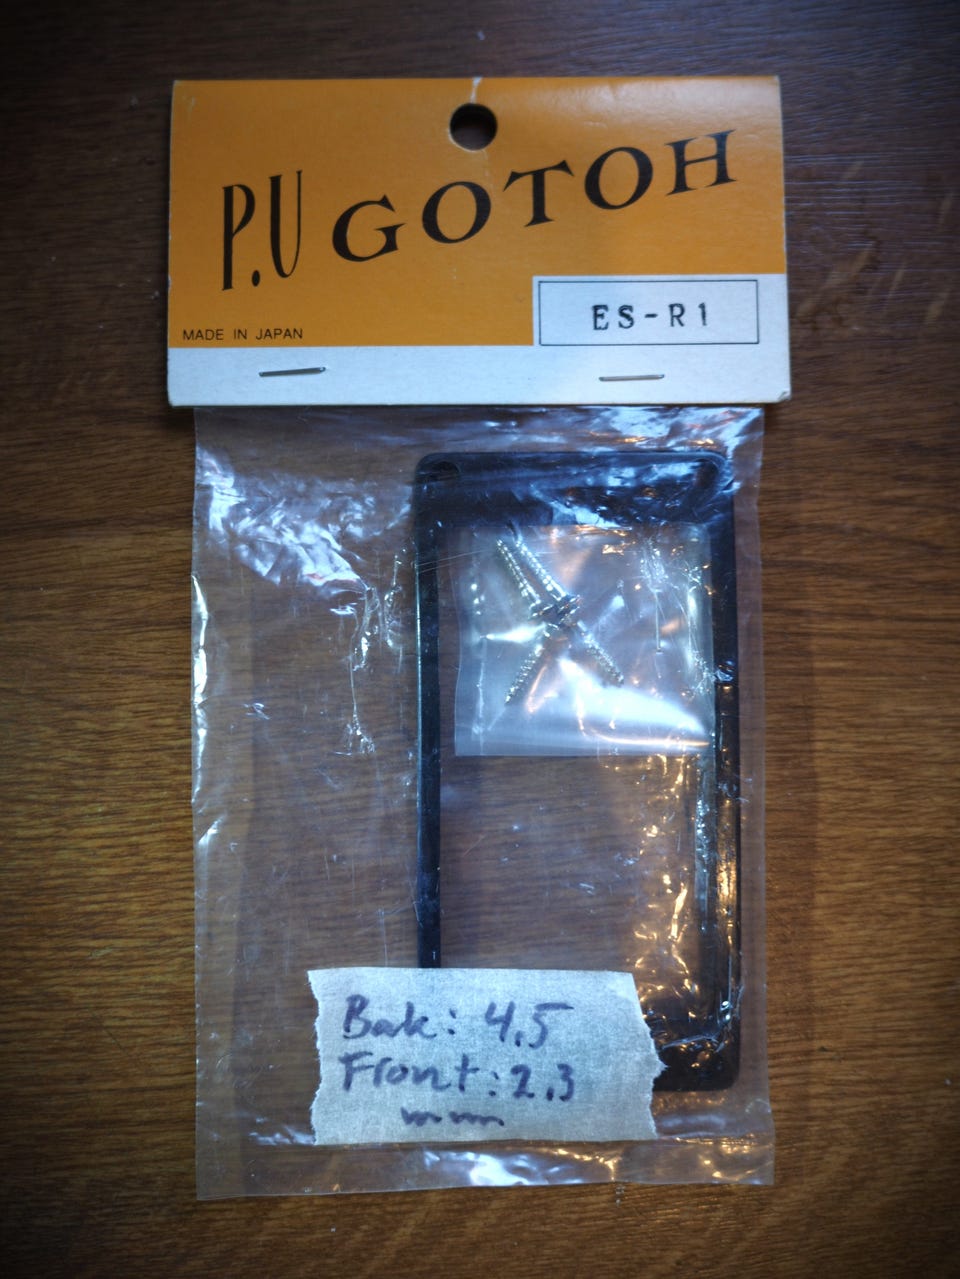 P.U GOTOH
MADE IN JAPAN
ES-R1
Bak: 4,5
Front: 2,3
mm